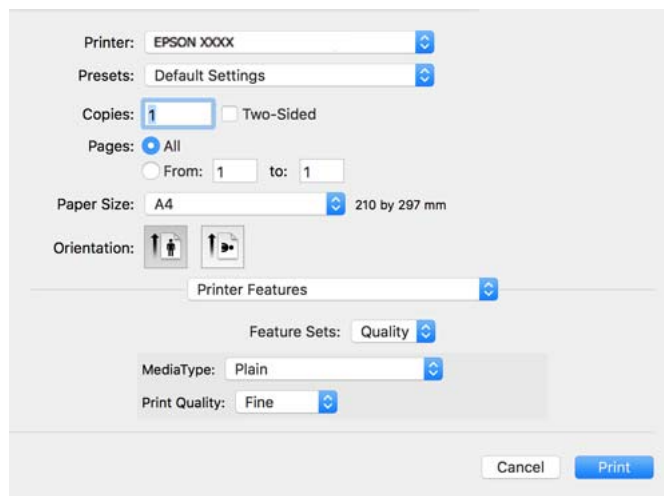 Printer: EPSON XXXX
Presets: Default Settings
Copies: 1 Two-Sided
Pages: All
From: 1 to: 1
Paper Size: A4 210 by 297 mm
Orientation:
Printer Features
Feature Sets: Quality
MediaType: Plain
Print Quality: Fine
Cancel Print